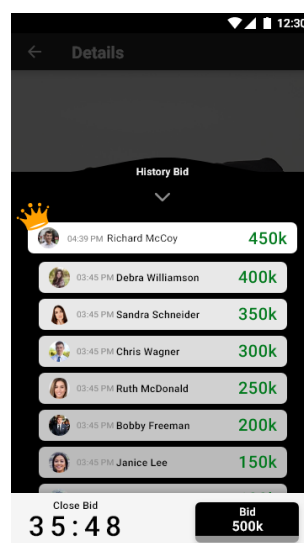 12:30
Details
History Bid
04:39 PM Richard McCoy 450k
03:45 PM Debra Williamson 400k
03:45 PM Sandra Schneider 350k
03:45 PM Chris Wagner 300k
03:45 PM Ruth McDonald 250k
03:45 PM Bobby Freeman 200k
03:45 PM Janice Lee 150k
Close Bid
35:48
Bid
500k